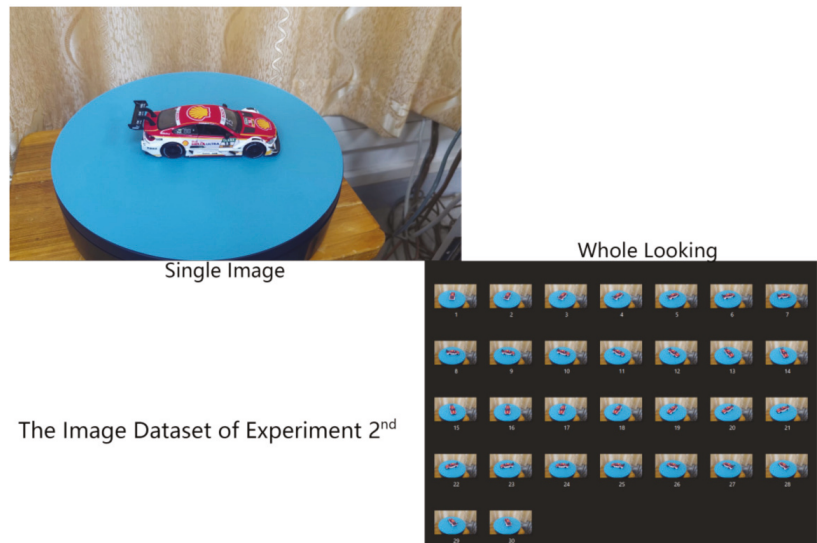 Single Image
Whole Looking
The Image Dataset of Experiment 2nd
1 2 3 4 5 6 7
8 9 10 11 12 13 14
15 16 17 18 19 20 21
22 23 24 25 26 27 28
29 30